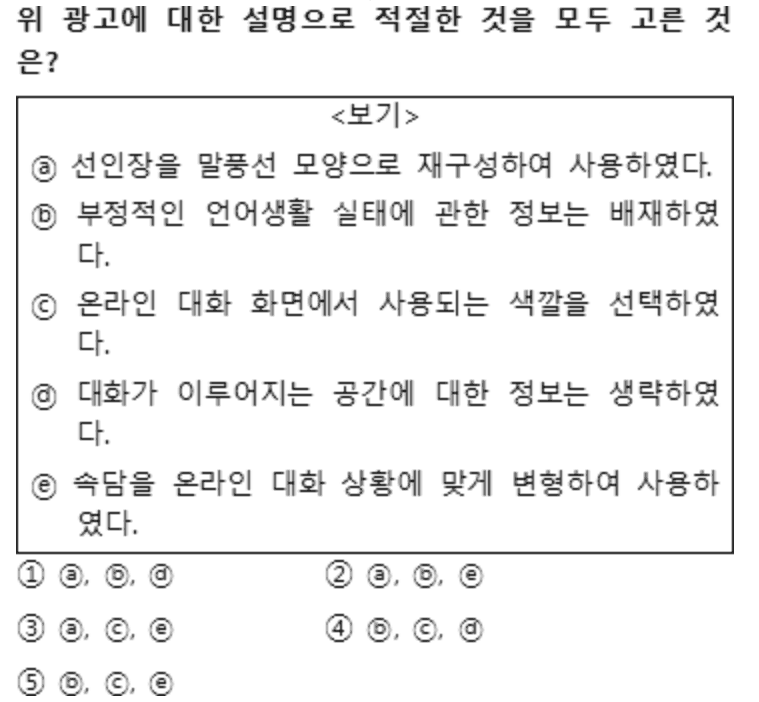 위 광고에 대한 설명으로 적절한 것을 모두 고른 것
은?
<보기>
ⓐ 선인장을 말풍선 모양으로 재구성하여 사용하였다.
ⓑ 부정적인 언어생활 실태에 관한 정보는 배재하였
다.
ⓒ 온라인 대화 화면에서 사용되는 색깔을 선택하였
다.
ⓓ 대화가 이루어지는 공간에 대한 정보는 생략하였
다.
ⓔ 속담을 온라인 대화 상황에 맞게 변형하여 사용하
였다.
① ⓐ, ⓑ, ⓓ ② ⓐ, ⓑ, ⓔ
③ ⓐ, ⓒ, ⓔ ④ ⓑ, ⓒ, ⓓ
⑤ ⓑ, ⓒ, ⓔ